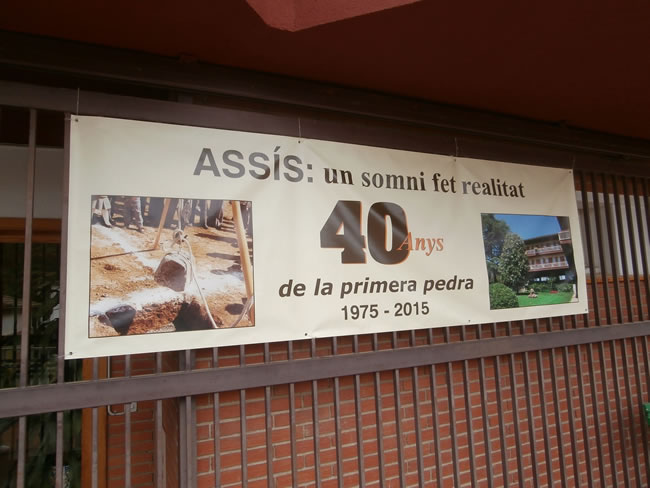 ASSÍS: un somni fet realitat
40 Anys
de la primera pedra
1975 - 2015